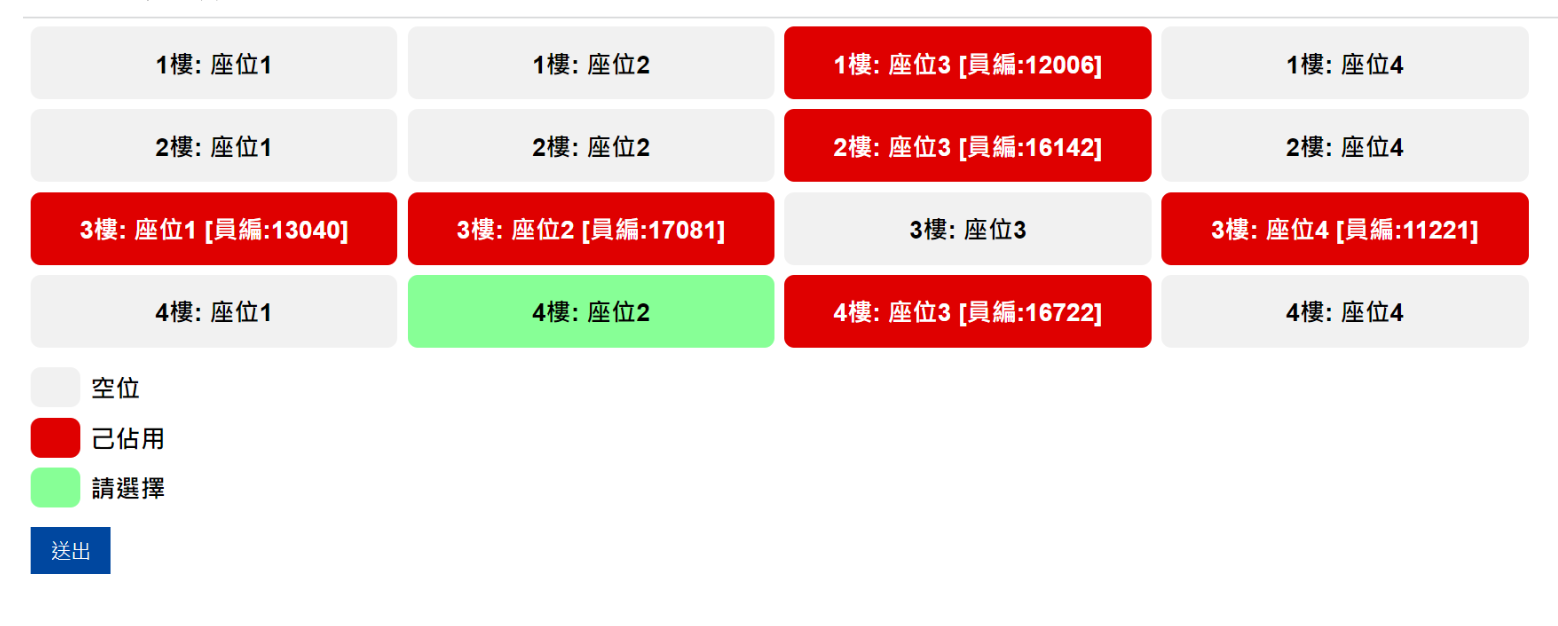 1樓: 座位1 1樓: 座位2 1樓: 座位3 [員編:12006] 1樓: 座位4
2樓: 座位1 2樓: 座位2 2樓: 座位3 [員編:16142] 2樓: 座位4
3樓: 座位1 [員編:13040] 3樓: 座位2 [員編:17081] 3樓: 座位3 3樓: 座位4 [員編:11221]
4樓: 座位1 4樓: 座位2 4樓: 座位3 [員編:16722] 4樓: 座位4
空位
己佔用
請選擇
送出